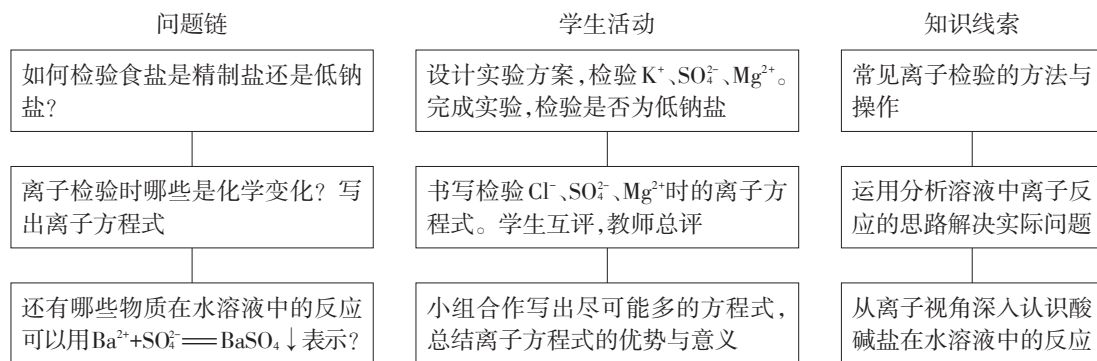 问题链
学生活动
知识线索
如何检验食盐是精制盐还是低钠
盐?
设计实验方案,检验K⁺、SO₄²⁻、Mg²⁺。
完成实验,检验是否为低钠盐
常见离子检验的方法与
操作
离子检验时哪些是化学变化?写
出离子方程式
书写检验Cl⁻、SO₄²⁻、Mg²⁺时的离子方
程式。学生互评,教师总评
运用分析溶液中离子反
应的思路解决实际问题
还有哪些物质在水溶液中的反应
可以用Ba²⁺+SO₄²⁻══BaSO₄↓表示?
小组合作写出尽可能多的方程式,
总结离子方程式的优势与意义
从离子视角深入认识酸
碱盐在水溶液中的反应